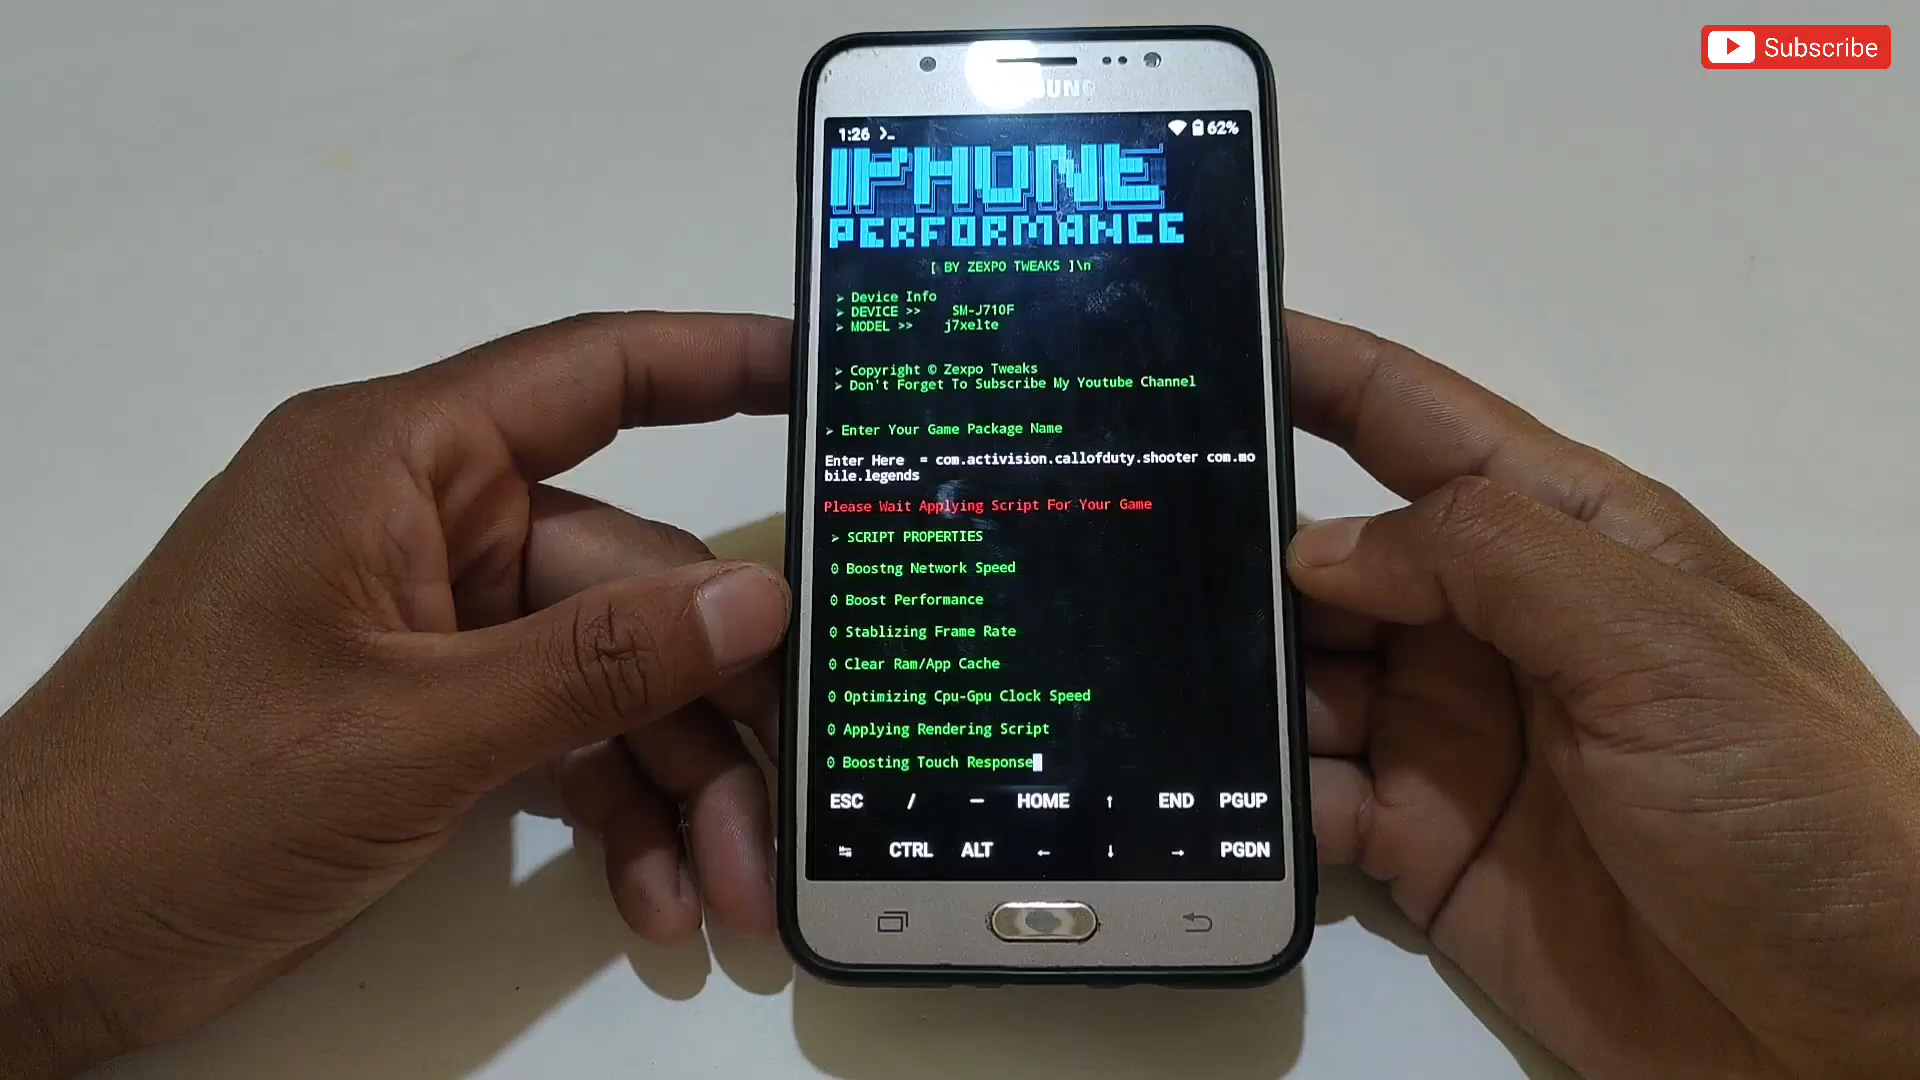 Subscribe
1:26
62%
IPHONE
PERFORMANCE
[ BY ZEXPO TWEAKS ]\n
➤ Device Info
➤ DEVICE >> SM-J710F
➤ MODEL >> j7xelte
➤ Copyright © Zexpo Tweaks
➤ Don't Forget To Subscribe My Youtube Channel
➤ Enter Your Game Package Name
Enter Here = com.activision.callofduty.shooter com.mo
bile.legends
Please Wait Applying Script For Your Game
➤ SCRIPT PROPERTIES
Boostng Network Speed
Boost Performance
Stablizing Frame Rate
Clear Ram/App Cache
Optimizing Cpu-Gpu Clock Speed
Applying Rendering Script
Boosting Touch Response
ESC / — HOME ↑ END PGUP
↹ CTRL ALT ← ↓ → PGDN